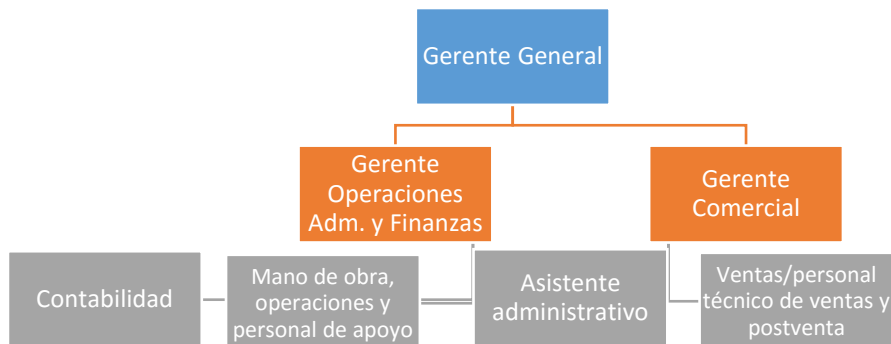 Gerente
General
Gerente
Operaciones
Adm. y Finanzas
Gerente
Comercial
Contabilidad
Mano de obra,
operaciones y
personal de apoyo
Asistente
administrativo
Ventas/personal
técnico de ventas y
postventa